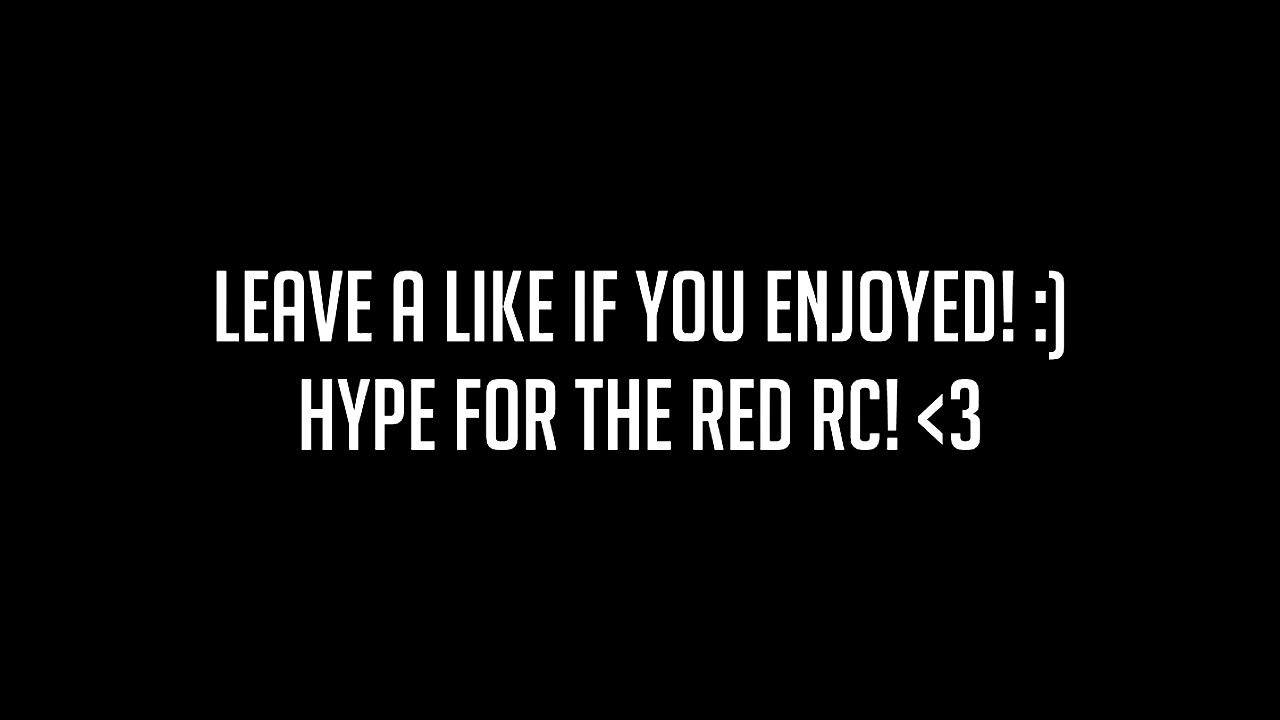 LEAVE A LIKE IF YOU ENJOYED! :)
HYPE FOR THE RED RC! <3